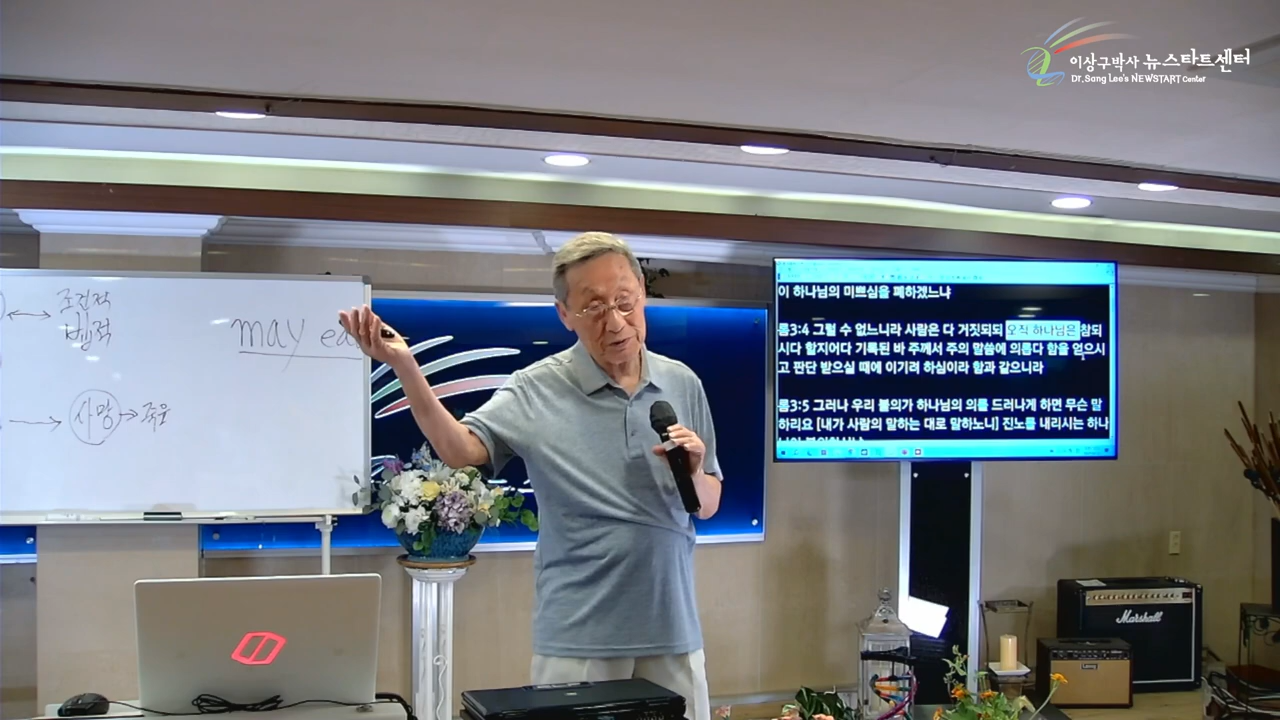 이상구박사 뉴스타트센터
Dr. Sang Lee's NEWSTART Center
조건적
법적
may ea
사망
죽음
이 하나님의 미쁘심을 폐하겠느냐
롬3:4 그럴 수 없느니라 사람은 다 거짓되되 오직 하나님은 참되
시다 할지어다 기록된 바 주께서 주의 말씀에 의롭다 함을 얻으시
고 판단 받으실 때에 이기려 하심이라 함과 같으니라
롬3:5 그러나 우리 불의가 하나님의 의를 드러나게 하면 무슨 말
하리요 [내가 사람의 말하는 대로 말하노니] 진노를 내리시는 하나
Marshall
Laney